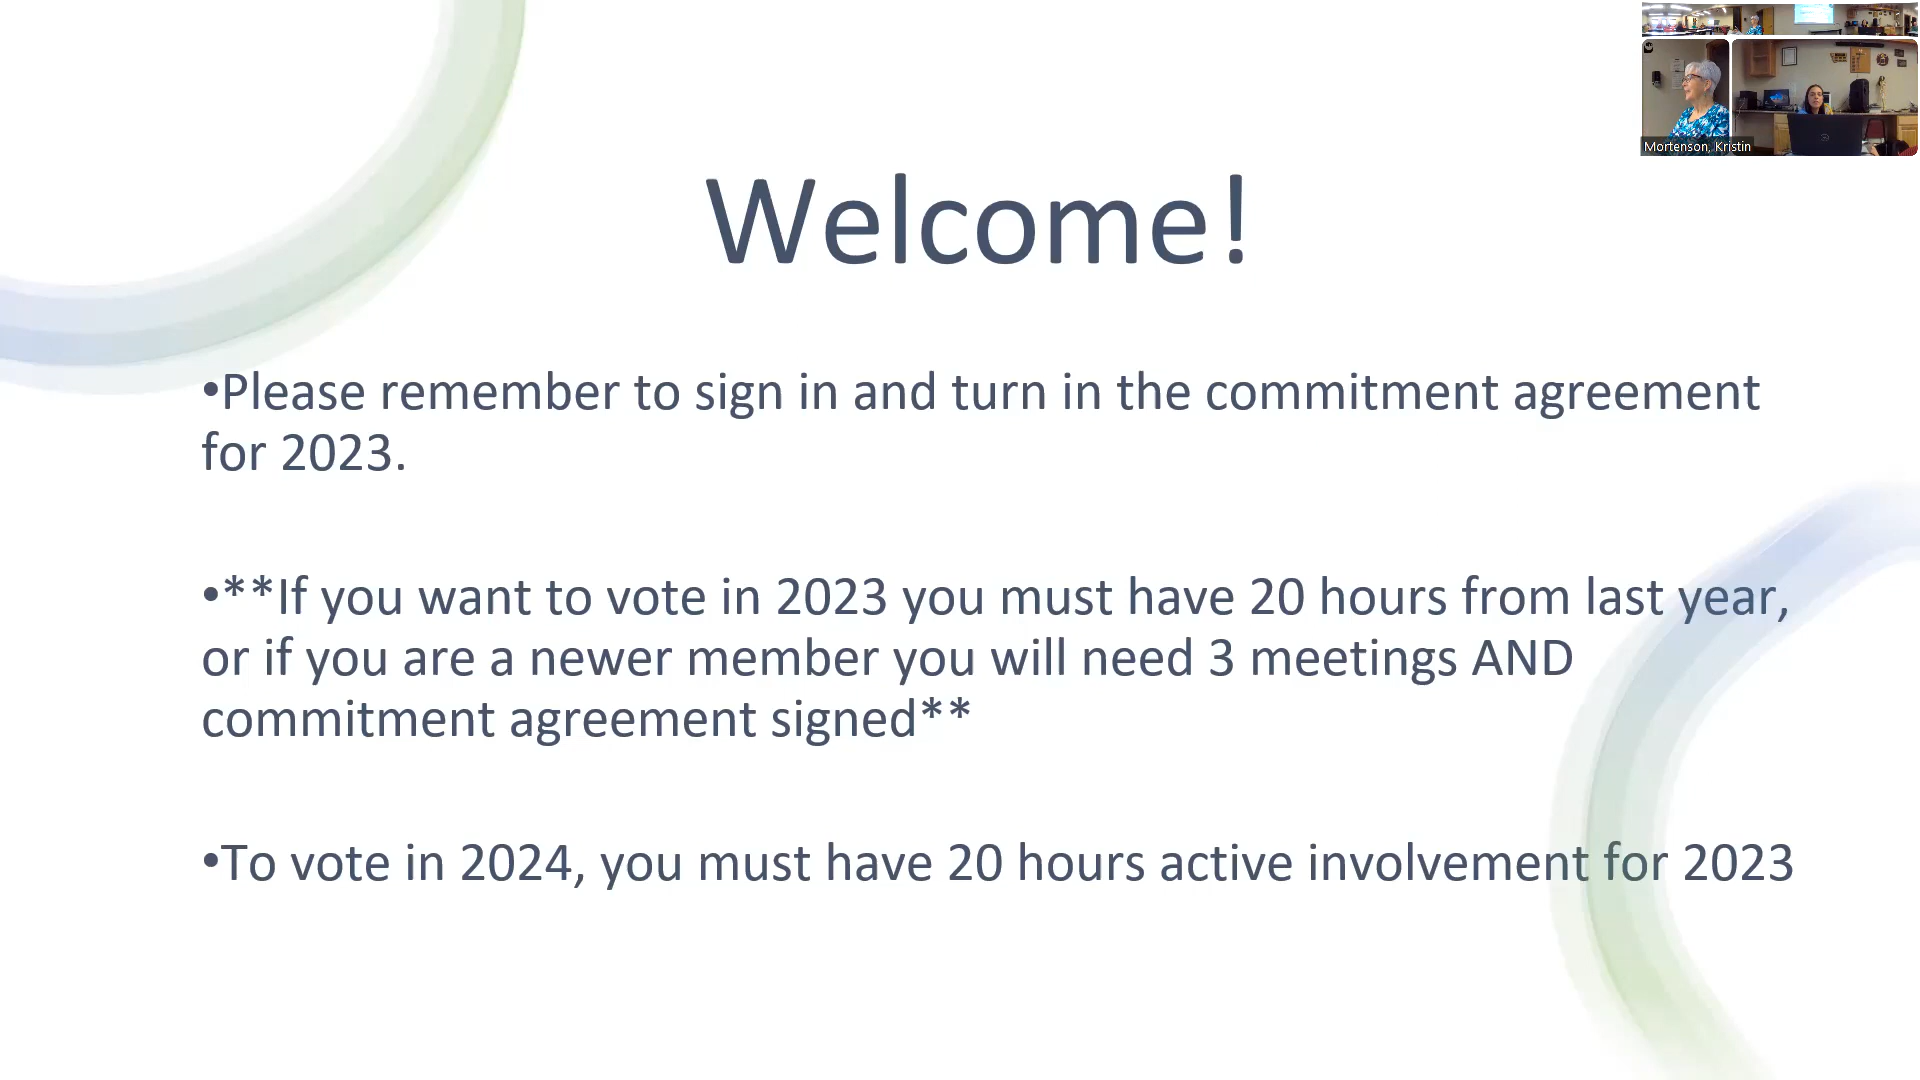 Mortenson, Kristin
Welcome!
•Please remember to sign in and turn in the commitment agreement
for 2023.
•**If you want to vote in 2023 you must have 20 hours from last year,
or if you are a newer member you will need 3 meetings AND
commitment agreement signed**
•To vote in 2024, you must have 20 hours active involvement for 2023